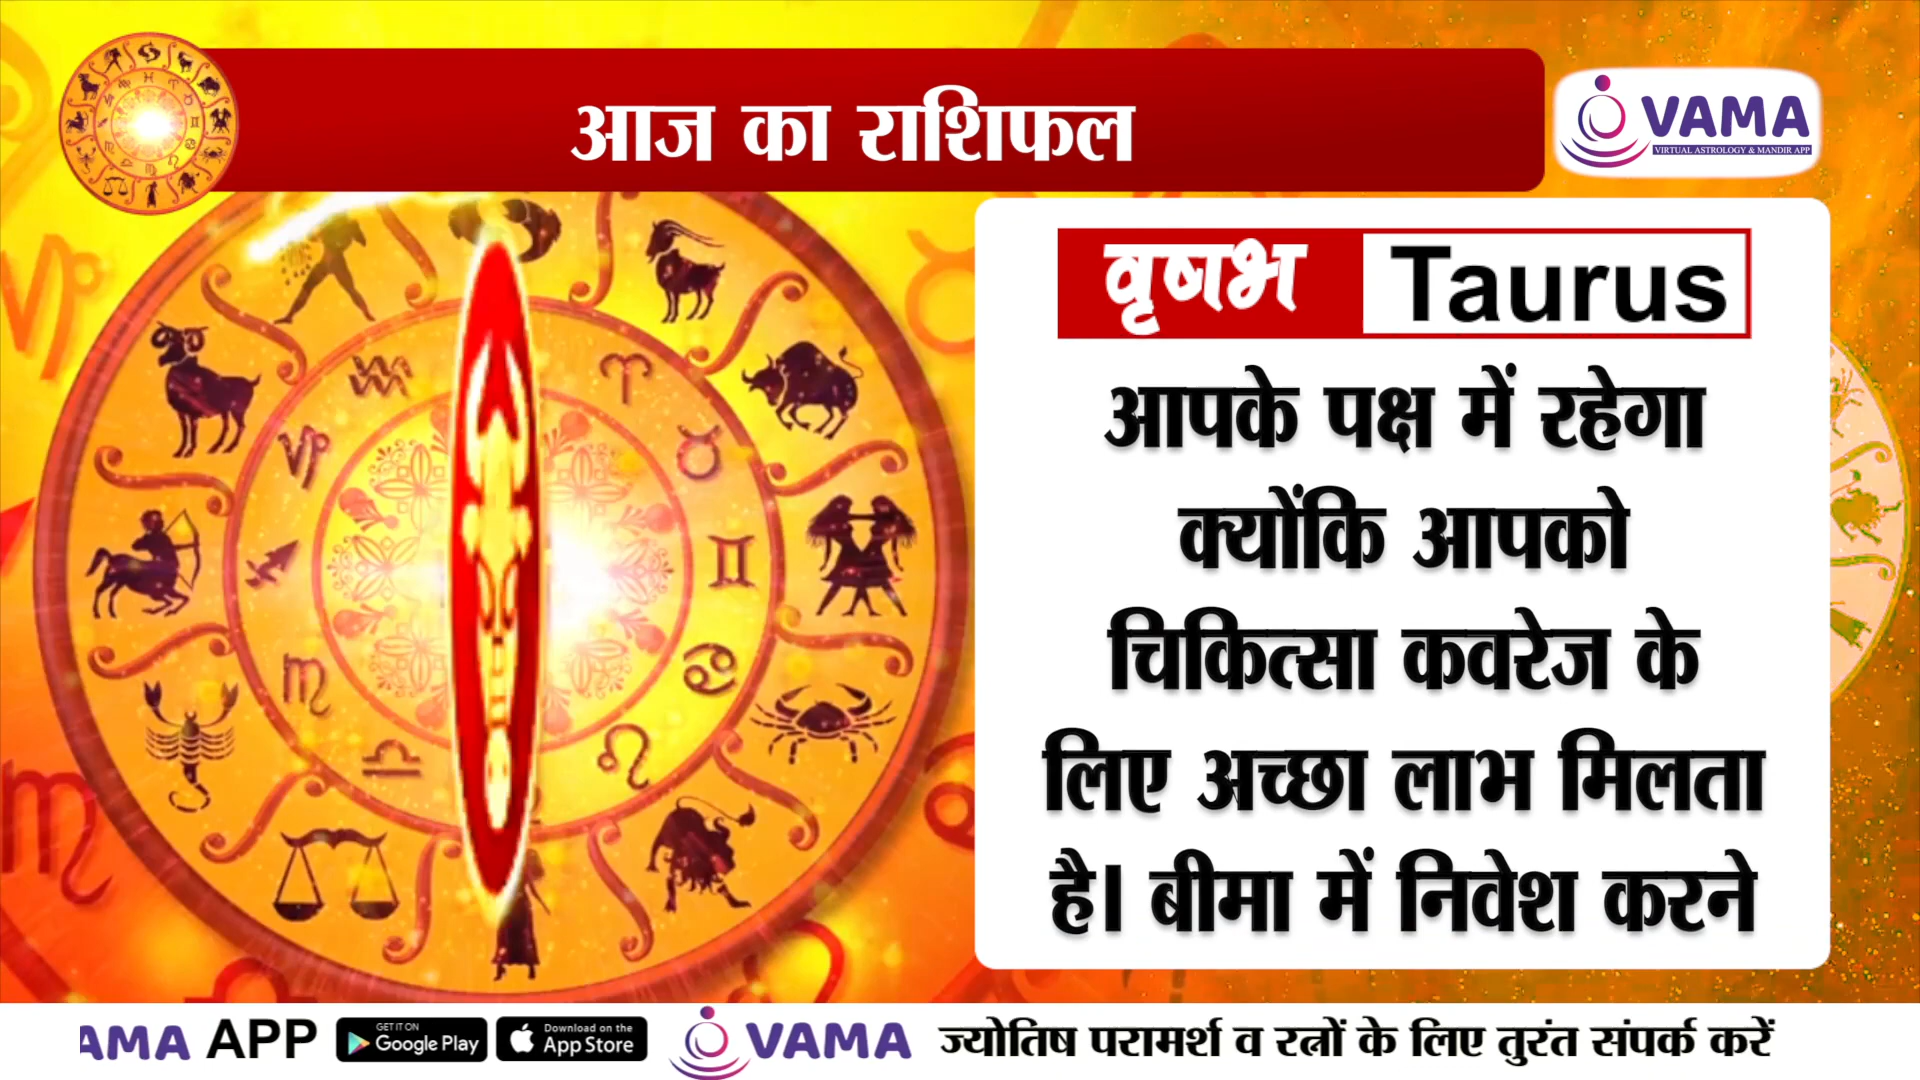 आज का राशिफल
VAMA
VIRTUAL ASTROLOGY & MANDIR APP
वृषभ Taurus
आपके पक्ष में रहेगा
क्योंकि आपको
चिकित्सा कवरेज के
लिए अच्छा लाभ मिलता
है। बीमा में निवेश करने
AMA APP GET IT ON Google Play Download on the App Store VAMA ज्योतिष परामर्श व रत्नों के लिए तुरंत संपर्क करें